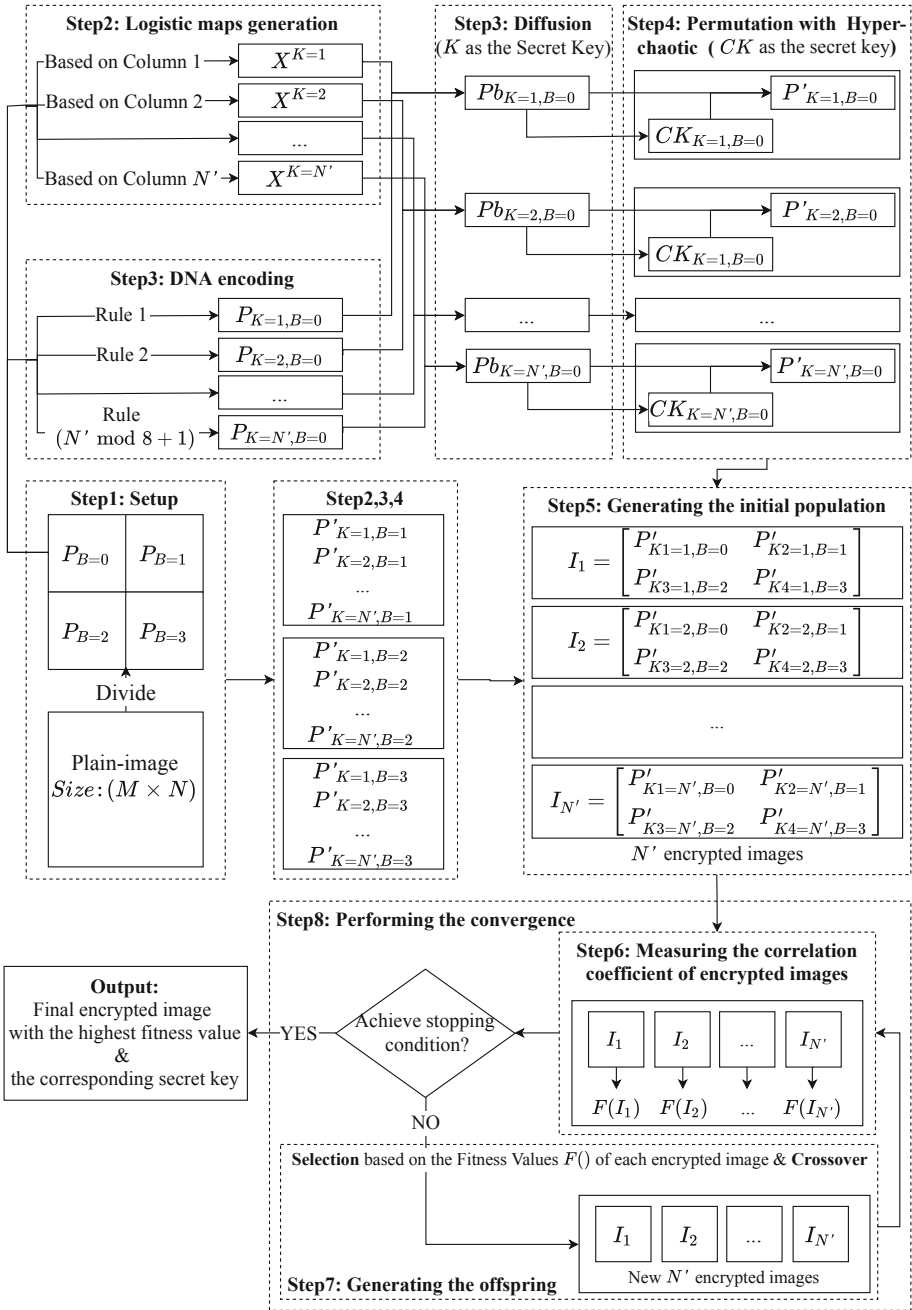 Step2: Logistic maps generation
Based on Column 1
X^{K=1}
Based on Column 2
X^{K=2}
...
Based on Column N'
X^{K=N'}
Step3: DNA encoding
Rule 1
P_{K=1,B=0}
Rule 2
P_{K=2,B=0}
...
Rule
(N' mod 8 + 1)
P_{K=N',B=0}
Step3: Diffusion
(K as the Secret Key)
Pb_{K=1,B=0}
Pb_{K=2,B=0}
...
Pb_{K=N',B=0}
Step4: Permutation with Hyper-
chaotic ( CK as the secret key)
P'_{K=1,B=0}
CK_{K=1,B=0}
P'_{K=2,B=0}
CK_{K=1,B=0}
...
P'_{K=N',B=0}
CK_{K=N',B=0}
Step1: Setup
P_{B=0} P_{B=1}
P_{B=2} P_{B=3}
Divide
Plain-image
Size: (M × N)
Step2,3,4
P'_{K=1,B=1}
P'_{K=2,B=1}
...
P'_{K=N',B=1}
P'_{K=1,B=2}
P'_{K=2,B=2}
...
P'_{K=N',B=2}
P'_{K=1,B=3}
P'_{K=2,B=3}
...
P'_{K=N',B=3}
Step5: Generating the initial population
I_1 = [P'_{K1=1,B=0} P'_{K2=1,B=1}
P'_{K3=1,B=2} P'_{K4=1,B=3}]
I_2 = [P'_{K1=2,B=0} P'_{K2=2,B=1}
P'_{K3=2,B=2} P'_{K4=2,B=3}]
...
I_{N'} = [P'_{K1=N',B=0} P'_{K2=N',B=1}
P'_{K3=N',B=2} P'_{K4=N',B=3}]
N' encrypted images
Step8: Performing the convergence
Step6: Measuring the correlation
coefficient of encrypted images
I_1 I_2 ... I_{N'}
F(I_1) F(I_2) ... F(I_{N'})
Achieve stopping
condition?
YES
NO
Output:
Final encrypted image
with the highest fitness value
&
the corresponding secret key
Selection based on the Fitness Values F() of each encrypted image & Crossover
I_1 I_2 ... I_{N'}
New N' encrypted images
Step7: Generating the offspring